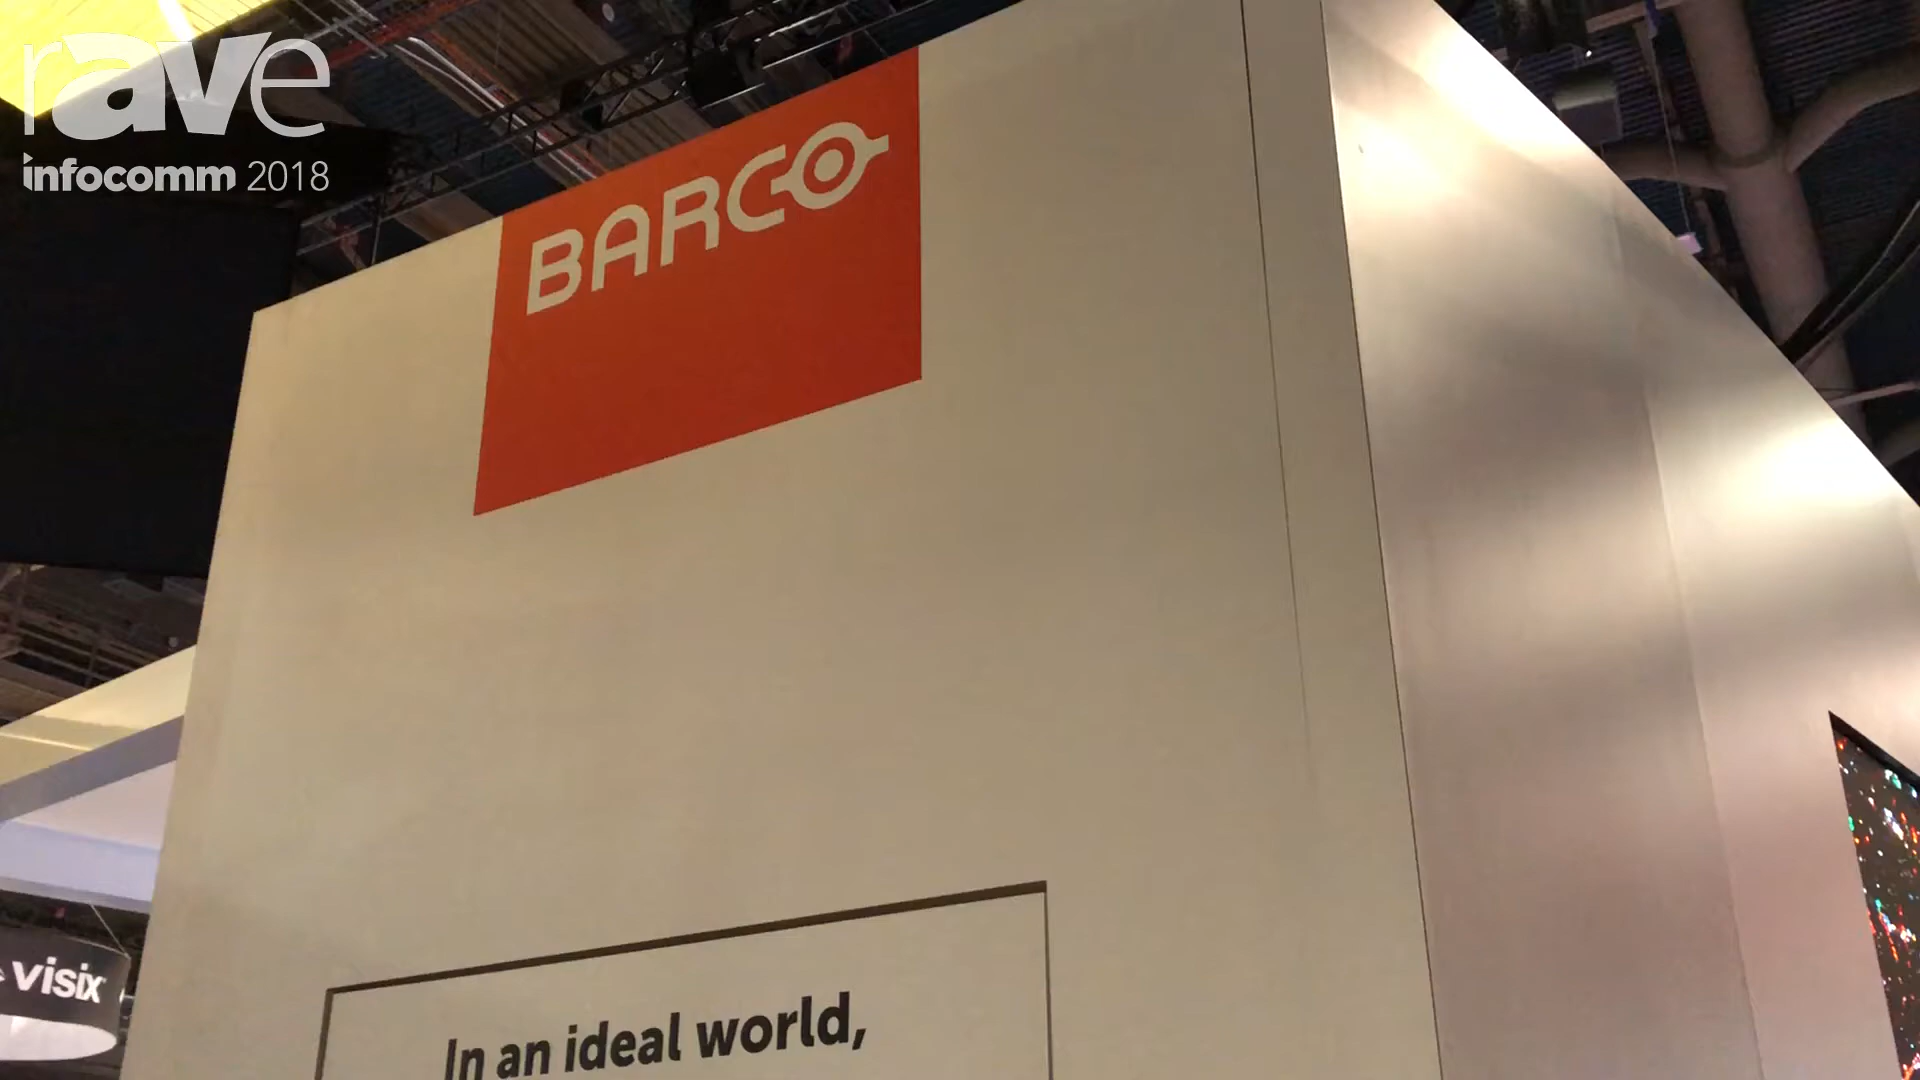 rAVe
infocomm 2018
BARCO
visix
In an ideal world,